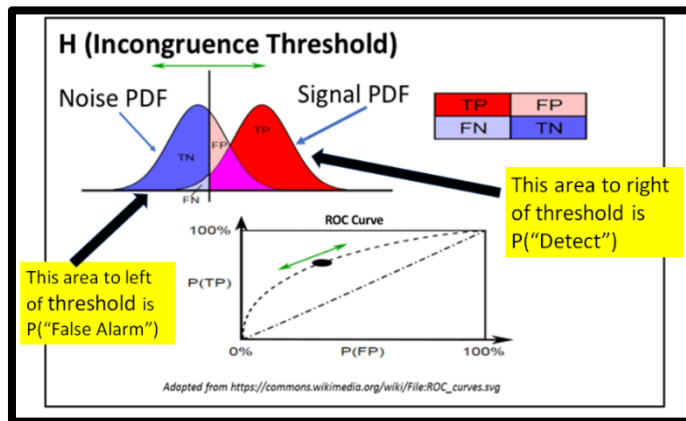 H (Incongruence Threshold)
Noise PDF
Signal PDF
TP FP
FN TN
TN
FP
TP
FN
This area to right
of threshold is
P("Detect")
This area to left
of threshold is
P("False Alarm")
ROC Curve
100%
P(TP)
0%
P(FP)
100%
Adapted from https://commons.wikimedia.org/wiki/File:ROC_curves.svg